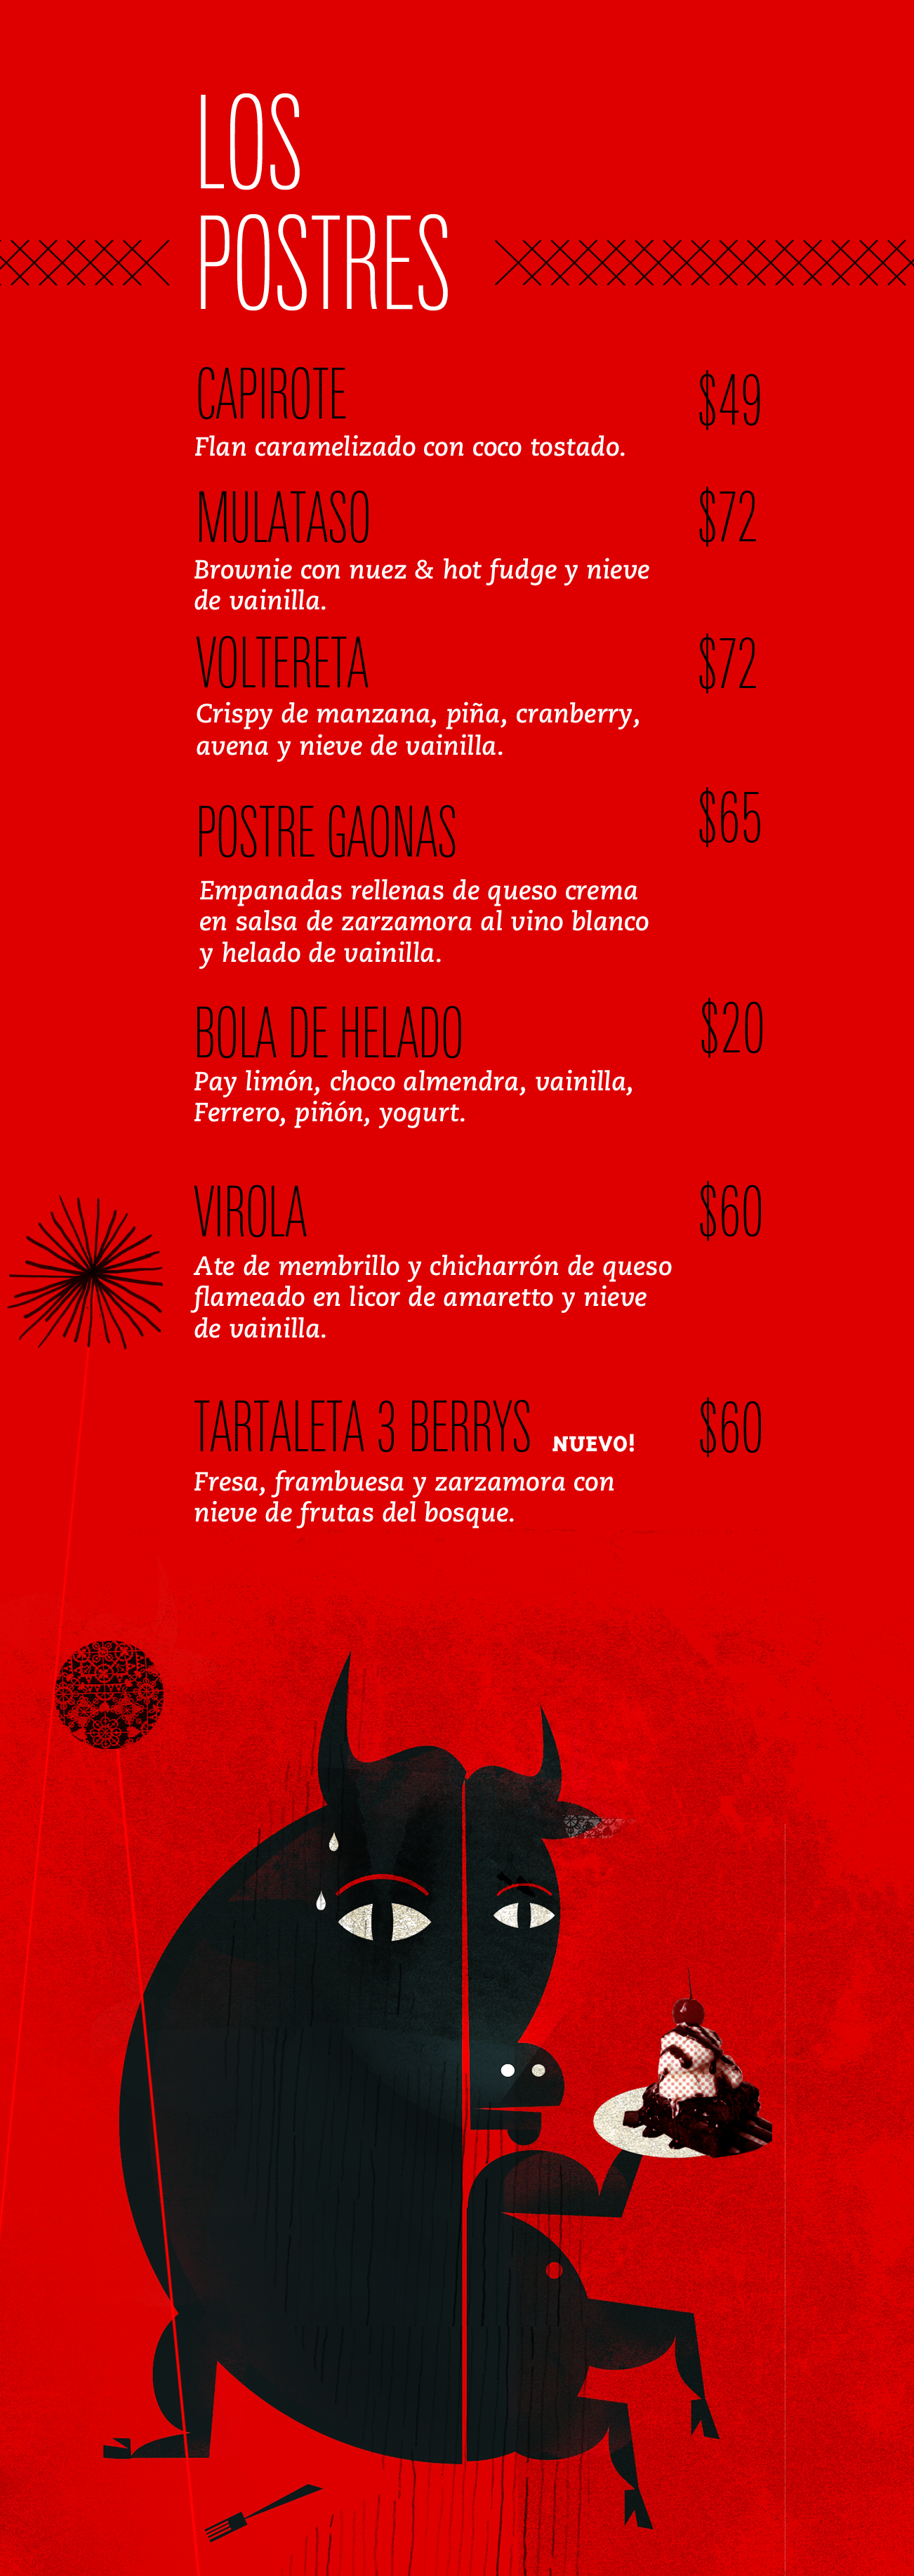 LOS
POSTRES
CAPIROTE $49
Flan caramelizado con coco tostado.
MULATASO $72
Brownie con nuez & hot fudge y nieve
de vainilla.
VOLTERETA $72
Crispy de manzana, piña, cranberry,
avena y nieve de vainilla.
POSTRE GAONAS $65
Empanadas rellenas de queso crema
en salsa de zarzamora al vino blanco
y helado de vainilla.
BOLA DE HELADO $20
Pay limón, choco almendra, vainilla,
Ferrero, piñón, yogurt.
VIROLA $60
Ate de membrillo y chicharrón de queso
flameado en licor de amaretto y nieve
de vainilla.
TARTALETA 3 BERRYS NUEVO! $60
Fresa, frambuesa y zarzamora con
nieve de frutas del bosque.